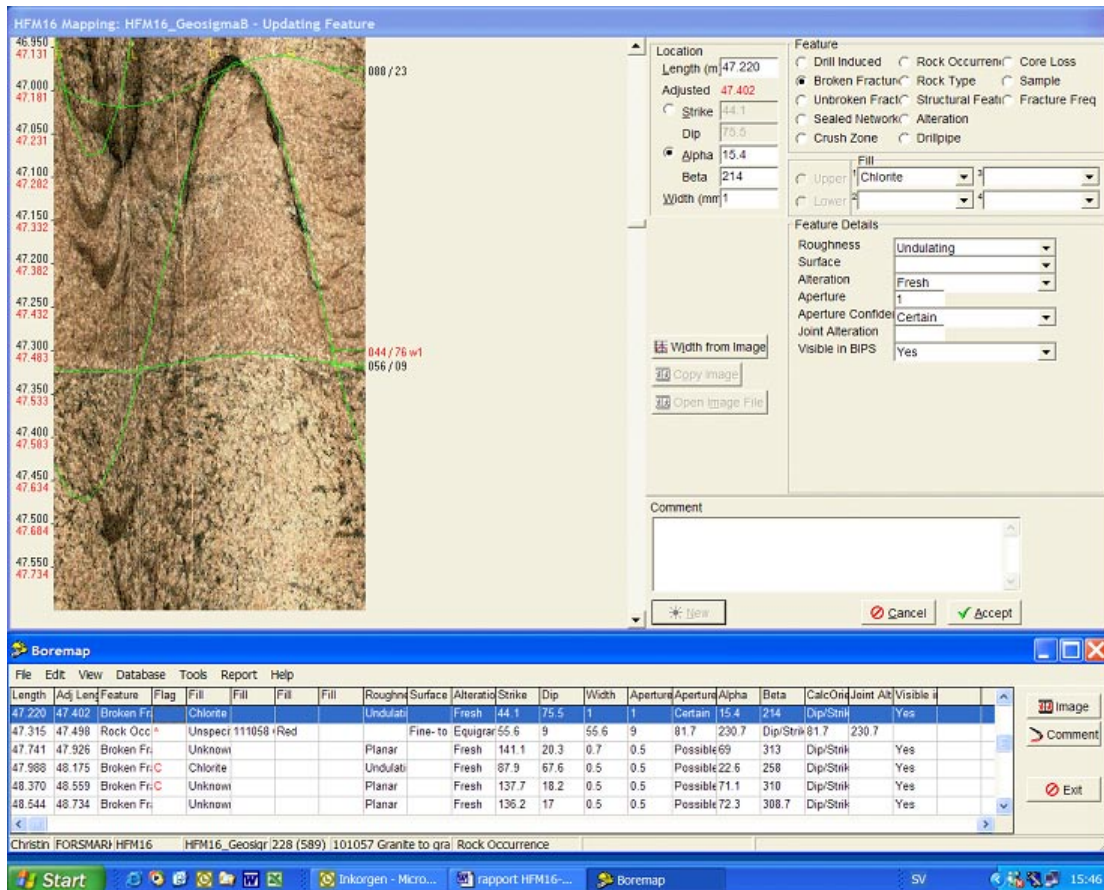 HFM16 Mapping: HFM16_GeosigmaB - Updating Feature
46.950
47.131
47.000
47.181
47.050
47.231
47.100
47.282
47.150
47.332
47.200
47.382
47.250
47.432
47.300
47.483
47.350
47.533
47.400
47.583
47.450
47.634
47.500
47.684
47.550
47.734
088 / 23
044 / 76 w1
056 / 09
Location
Length (m 47.220
Adjusted 47.402
Strike 44.1
Dip 75.5
Alpha 15.4
Beta 214
Width (mm 1
Feature
Drill Induced Rock Occurrenc Core Loss
Broken Fractur Rock Type Sample
Unbroken Fract Structural Featu Fracture Freq
Sealed Network Alteration
Crush Zone Drillpipe
Fill
Upper 1 Chlorite 3
Lower 2 4
Feature Details
Roughness Undulating
Surface
Alteration Fresh
Aperture 1
Aperture Confider Certain
Joint Alteration
Visible in BIPS Yes
Width from Image
Copy Image
Open Image File
Comment
New Cancel Accept
Boremap
File Edit View Database Tools Report Help
Length Adj Leng Feature Flag Fill Fill Fill Fill Roughne Surface Alteratio Strike Dip Width Aperture Aperture Alpha Beta CalcOrie Joint Alt Visible i
47.220 47.402 Broken Fra Chlorite Undulati Fresh 44.1 75.5 1 1 Certain 15.4 214 Dip/Strik Yes
47.315 47.498 Rock Occ ^ Unspeci 111058 Red Fine- to Equigrar 55.6 9 55.6 9 81.7 230.7 Dip/Strik 81.7 230.7
47.741 47.926 Broken Fra Unknowi Planar Fresh 141.1 20.3 0.7 0.5 Possible 69 313 Dip/Strik Yes
47.988 48.175 Broken Fra C Chlorite Undulati Fresh 87.9 67.6 0.5 0.5 Possible 22.6 258 Dip/Strik Yes
48.370 48.559 Broken Fra C Unknowi Planar Fresh 137.7 18.2 0.5 0.5 Possible 71.1 310 Dip/Strik Yes
48.544 48.734 Broken Fra Unknowi Planar Fresh 136.2 17 0.5 0.5 Possible 72.3 308.7 Dip/Strik Yes
Image
Comment
Exit
Christin FORSMARK HFM16 HFM16_Geosigr 228 (589) 101057 Granite to gra Rock Occurrence
Start Inkorgen - Micro... rapport HFM16-... Boremap SV 15:46